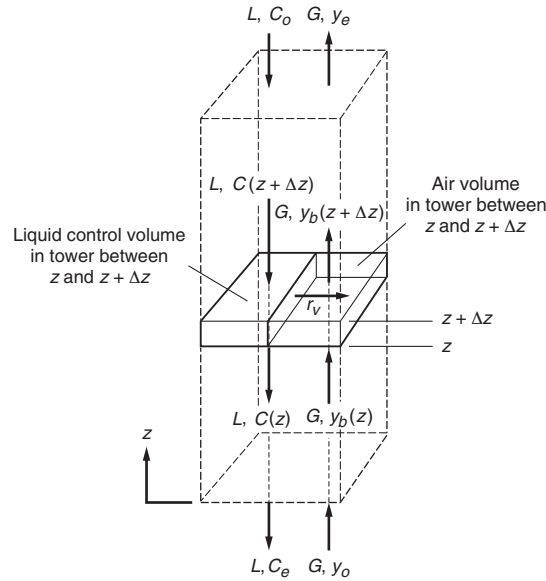 L, C_o G, y_e
L, C(z + Δz)
G, y_b(z + Δz)
Air volume
in tower between
z and z + Δz
Liquid control volume
in tower between
z and z + Δz
r_v
z + Δz
z
L, C(z) G, y_b(z)
z
L, C_e G, y_o